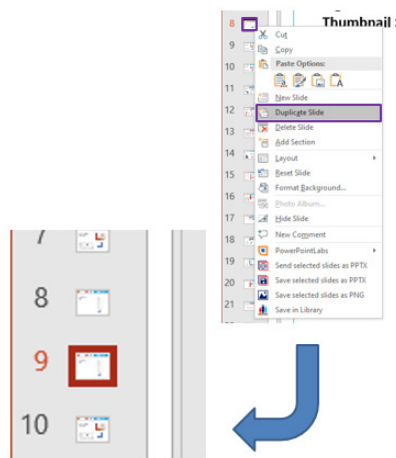 8
Thumbnail
Cut
9
Copy
10
Paste Options:
11
New Slide
12
Duplicate Slide
13
Delete Slide
14
Add Section
Layout
15
Reset Slide
16
Format Background...
Photo Album...
17
Hide Slide
18
New Comment
19
PowerPointLabs
Send selected slides as PPTX
20
Save selected slides as PPTX
21
Save selected slides as PNG
Save in Library
7
8
9
10